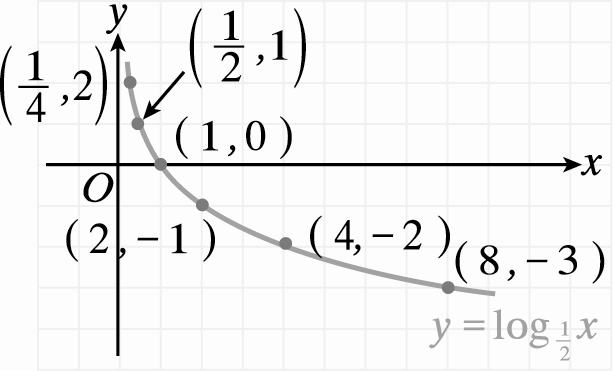 y
(1/2, 1)
(1/4, 2)
(1, 0)
x
O
(2, −1)
(4, −2)
(8, −3)
y = log_{1/2} x